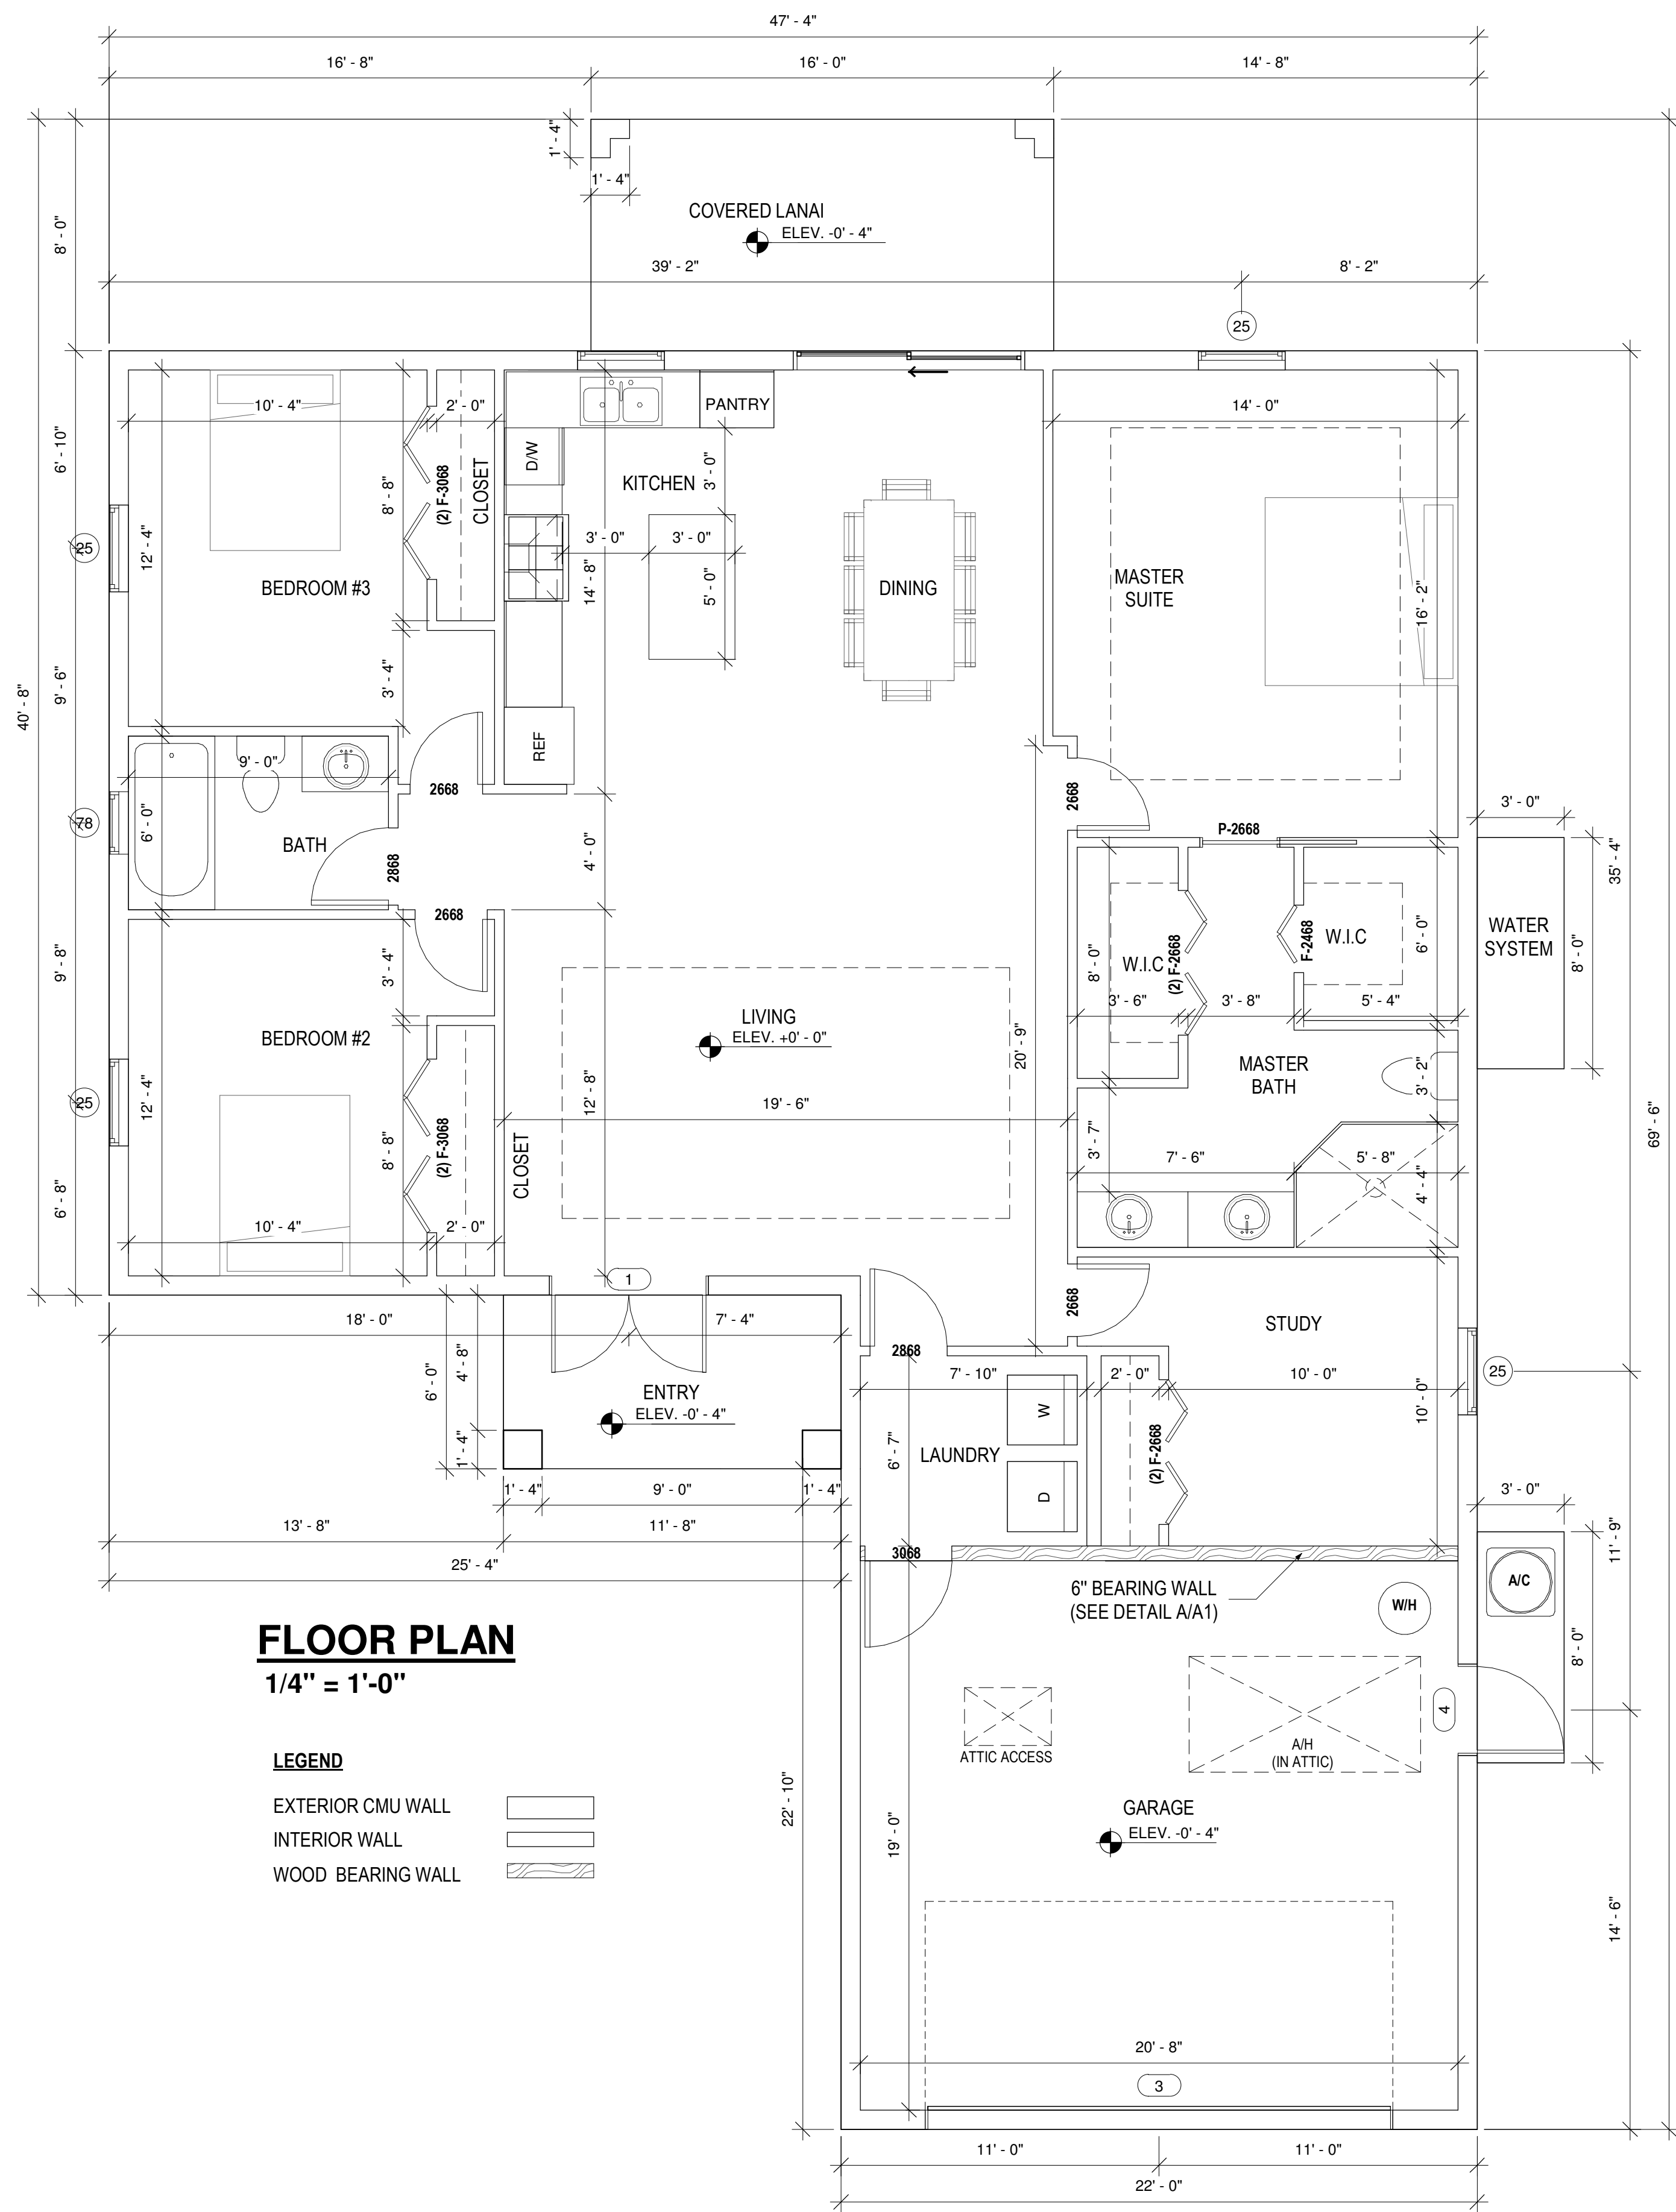 47' - 4"
16' - 8"
16' - 0"
14' - 8"
1' - 4"
1' - 4"
COVERED LANAI
ELEV. -0' - 4"
8' - 0"
39' - 2"
8' - 2"
25
10' - 4"
2' - 0"
PANTRY
14' - 0"
6' - 10"
D/W
KITCHEN
3' - 0"
8' - 8"
(2) F-3068
CLOSET
25
12' - 4"
3' - 0"
3' - 0"
14' - 8"
5' - 0"
BEDROOM #3
DINING
MASTER
SUITE
16' - 2"
9' - 6"
3' - 4"
40' - 8"
REF
9' - 0"
2668
2668
3' - 0"
78
6' - 0"
BATH
2868
4' - 0"
P-2668
35' - 4"
2668
W.I.C
(2) F-2668
8' - 0"
F-2468
W.I.C
6' - 0"
WATER
SYSTEM
8' - 0"
9' - 8"
3' - 4"
3' - 6"
3' - 8"
5' - 4"
LIVING
ELEV. +0' - 0"
BEDROOM #2
20' - 9"
MASTER
BATH
3' - 2"
25
12' - 4"
12' - 8"
19' - 6"
69' - 6"
8' - 8"
(2) F-3068
CLOSET
3' - 7"
7' - 6"
5' - 8"
4' - 4"
6' - 8"
10' - 4"
2' - 0"
1
18' - 0"
7' - 4"
2668
STUDY
4' - 8"
6' - 0"
2868
7' - 10"
2' - 0"
10' - 0"
25
ENTRY
ELEV. -0' - 4"
W
10' - 0"
1' - 4"
6' - 7"
LAUNDRY
(2) F-2668
1' - 4"
9' - 0"
1' - 4"
D
3' - 0"
13' - 8"
11' - 8"
25' - 4"
3068
11' - 9"
6" BEARING WALL
(SEE DETAIL A/A1)
W/H
A/C
FLOOR PLAN
1/4" = 1'-0"
8' - 0"
4
ATTIC ACCESS
A/H
(IN ATTIC)
LEGEND
EXTERIOR CMU WALL
INTERIOR WALL
WOOD BEARING WALL
22' - 10"
19' - 0"
GARAGE
ELEV. -0' - 4"
14' - 6"
20' - 8"
3
11' - 0"
11' - 0"
22' - 0"